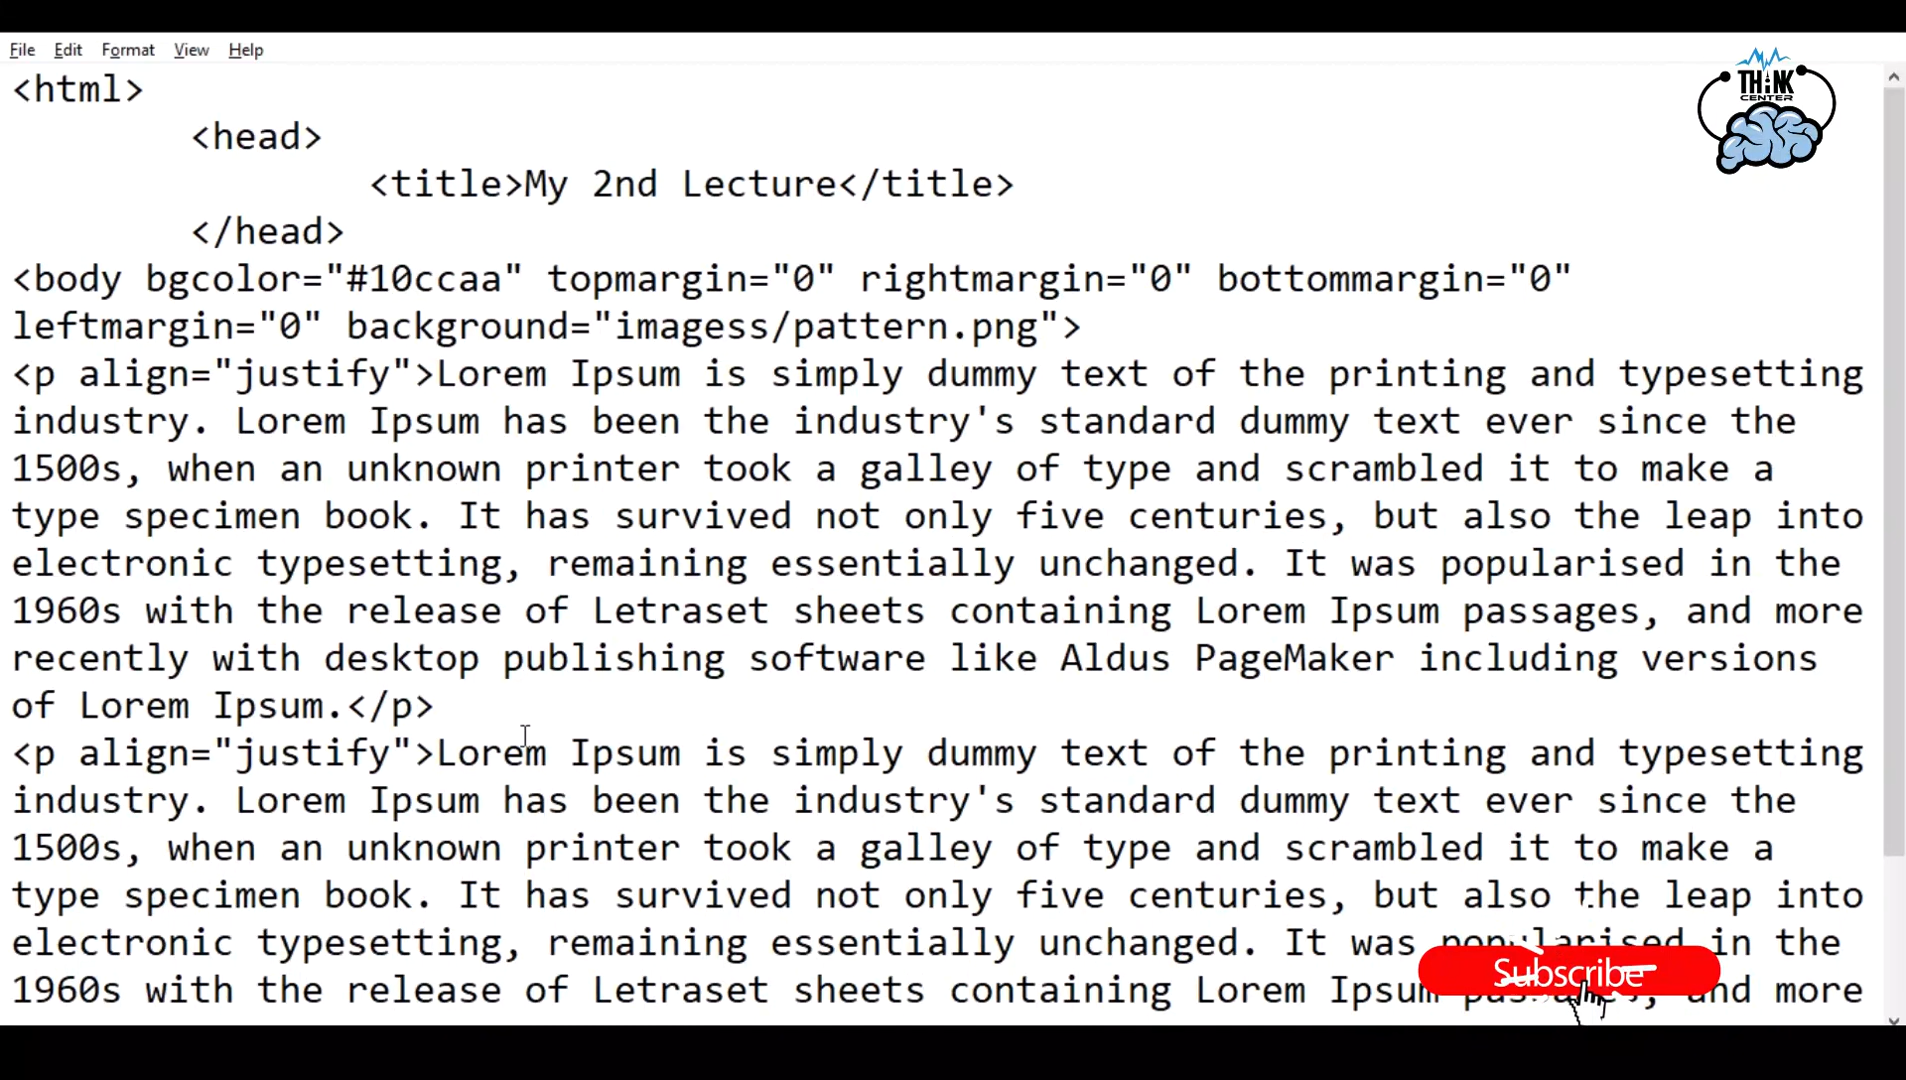 File Edit Format View Help
THiNK
CENTER
<html>
<head>
<title>My 2nd Lecture</title>
</head>
<body bgcolor="#10ccaa" topmargin="0" rightmargin="0" bottommargin="0"
leftmargin="0" background="imagess/pattern.png">
<p align="justify">Lorem Ipsum is simply dummy text of the printing and typesetting
industry. Lorem Ipsum has been the industry's standard dummy text ever since the
1500s, when an unknown printer took a galley of type and scrambled it to make a
type specimen book. It has survived not only five centuries, but also the leap into
electronic typesetting, remaining essentially unchanged. It was popularised in the
1960s with the release of Letraset sheets containing Lorem Ipsum passages, and more
recently with desktop publishing software like Aldus PageMaker including versions
of Lorem Ipsum.</p>
<p align="justify">Lorem Ipsum is simply dummy text of the printing and typesetting
industry. Lorem Ipsum has been the industry's standard dummy text ever since the
1500s, when an unknown printer took a galley of type and scrambled it to make a
type specimen book. It has survived not only five centuries, but also the leap into
electronic typesetting, remaining essentially unchanged. It was popularised in the
1960s with the release of Letraset sheets containing Lorem Ipsum passages, and more
Subscribe